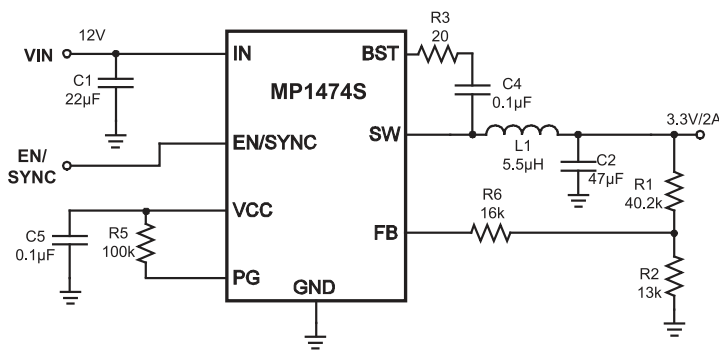 R3
20
12V
VIN
IN
BST
C1
22µF
MP1474S
C4
0.1µF
SW
3.3V/2A
EN/
SYNC
EN/SYNC
L1
5.5µH
C2
47µF
R1
40.2k
VCC
R6
16k
C5
0.1µF
R5
100k
FB
PG
GND
R2
13k